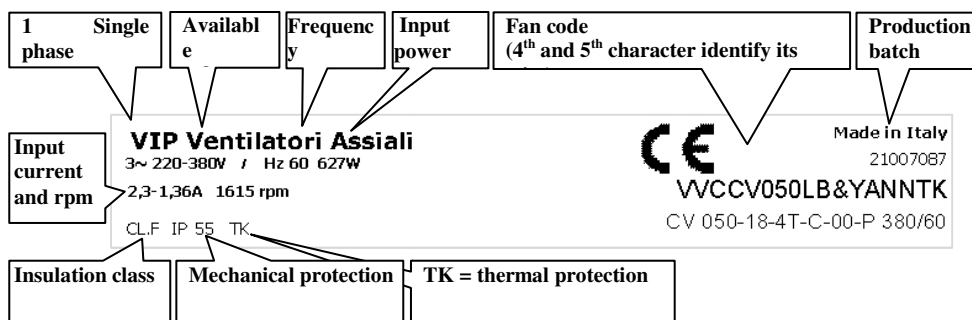 1 Single
phase
Availabl
e
Frequenc
y
Input
power
Fan code
(4th and 5th character identify its
Production
batch
Input
current
and rpm
VIP Ventilatori Assiali
3~ 220-380V / Hz 60 627W
2,3-1,36A 1615 rpm
CL.F IP 55 TK
CE
Made in Italy
21007087
VVCCV050LB&YANNTK
CV 050-18-4T-C-00-P 380/60
Insulation class
Mechanical protection
TK = thermal protection